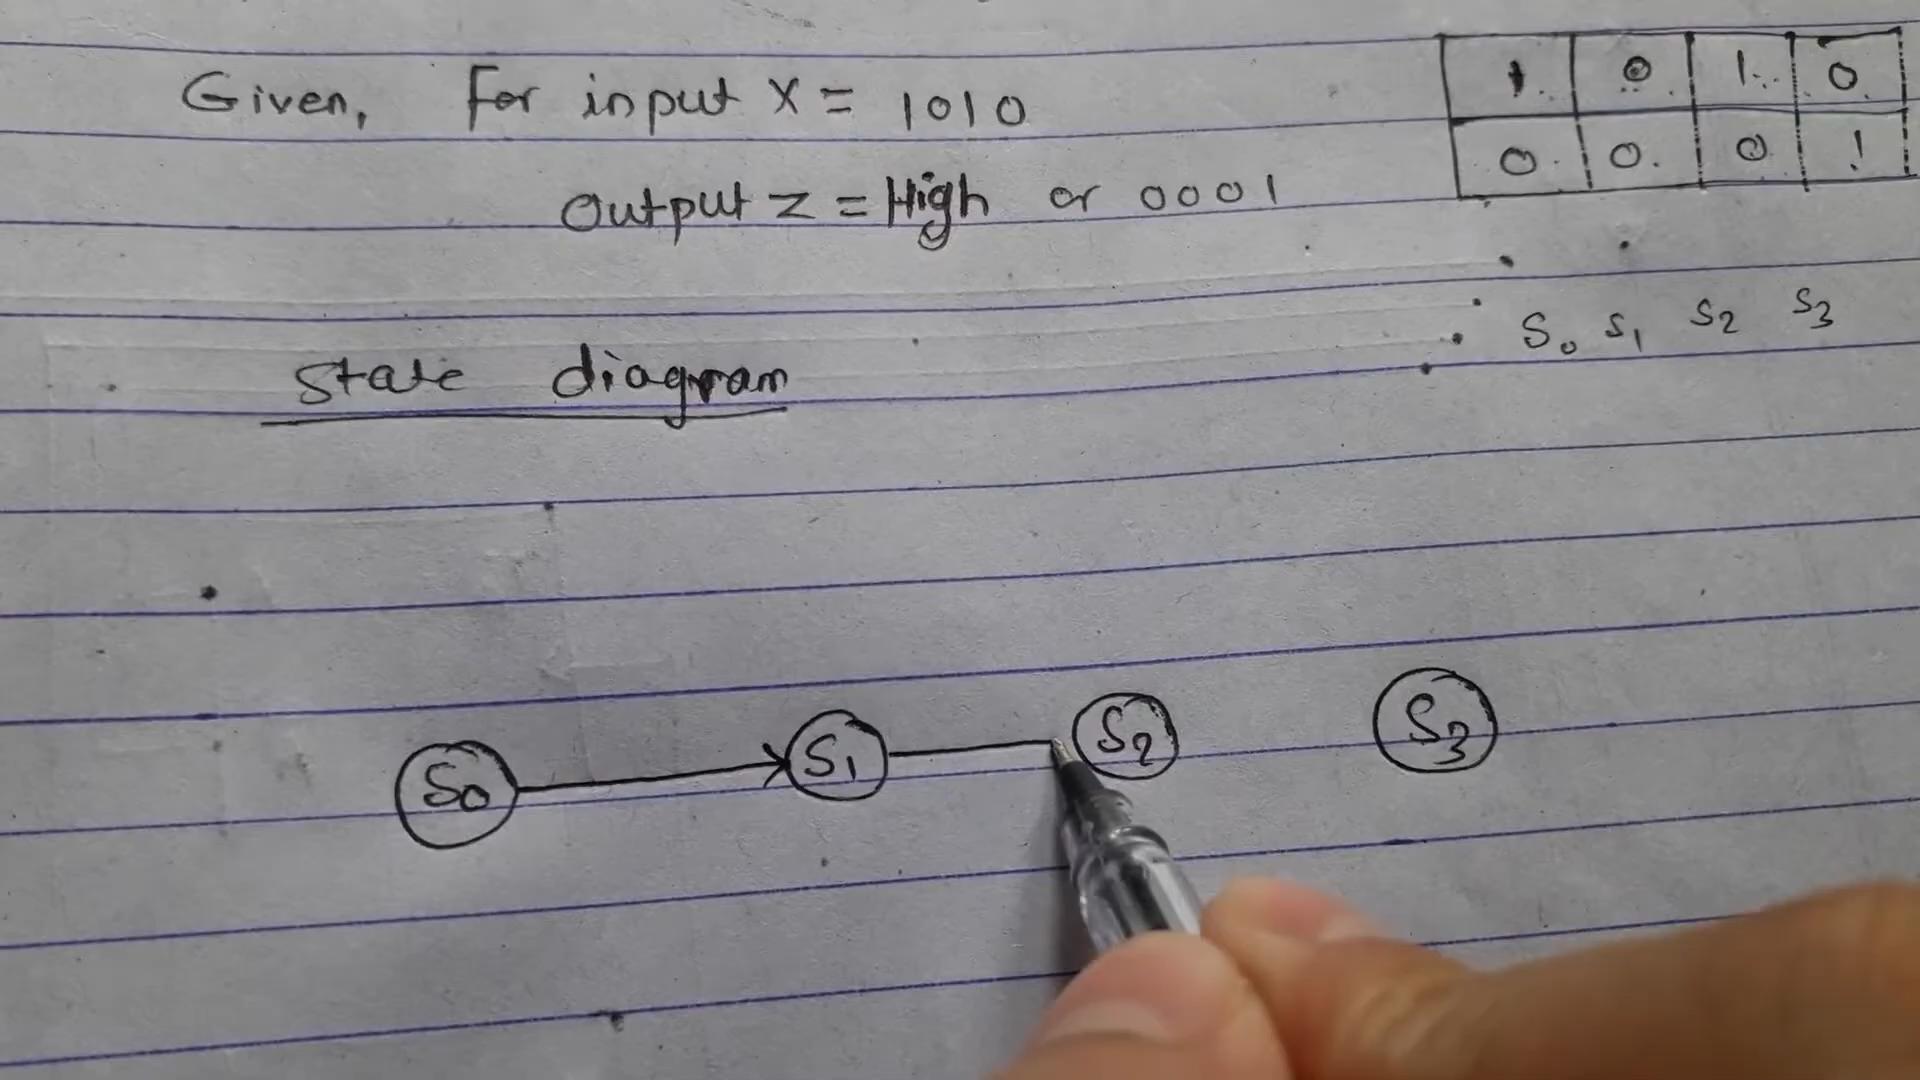 Given, For input X = 1010
Output Z = High or 0001
1 0 1 0
0 0 0 1
S0 S1 S2 S3
State diagram
S0 S1 S2 S3